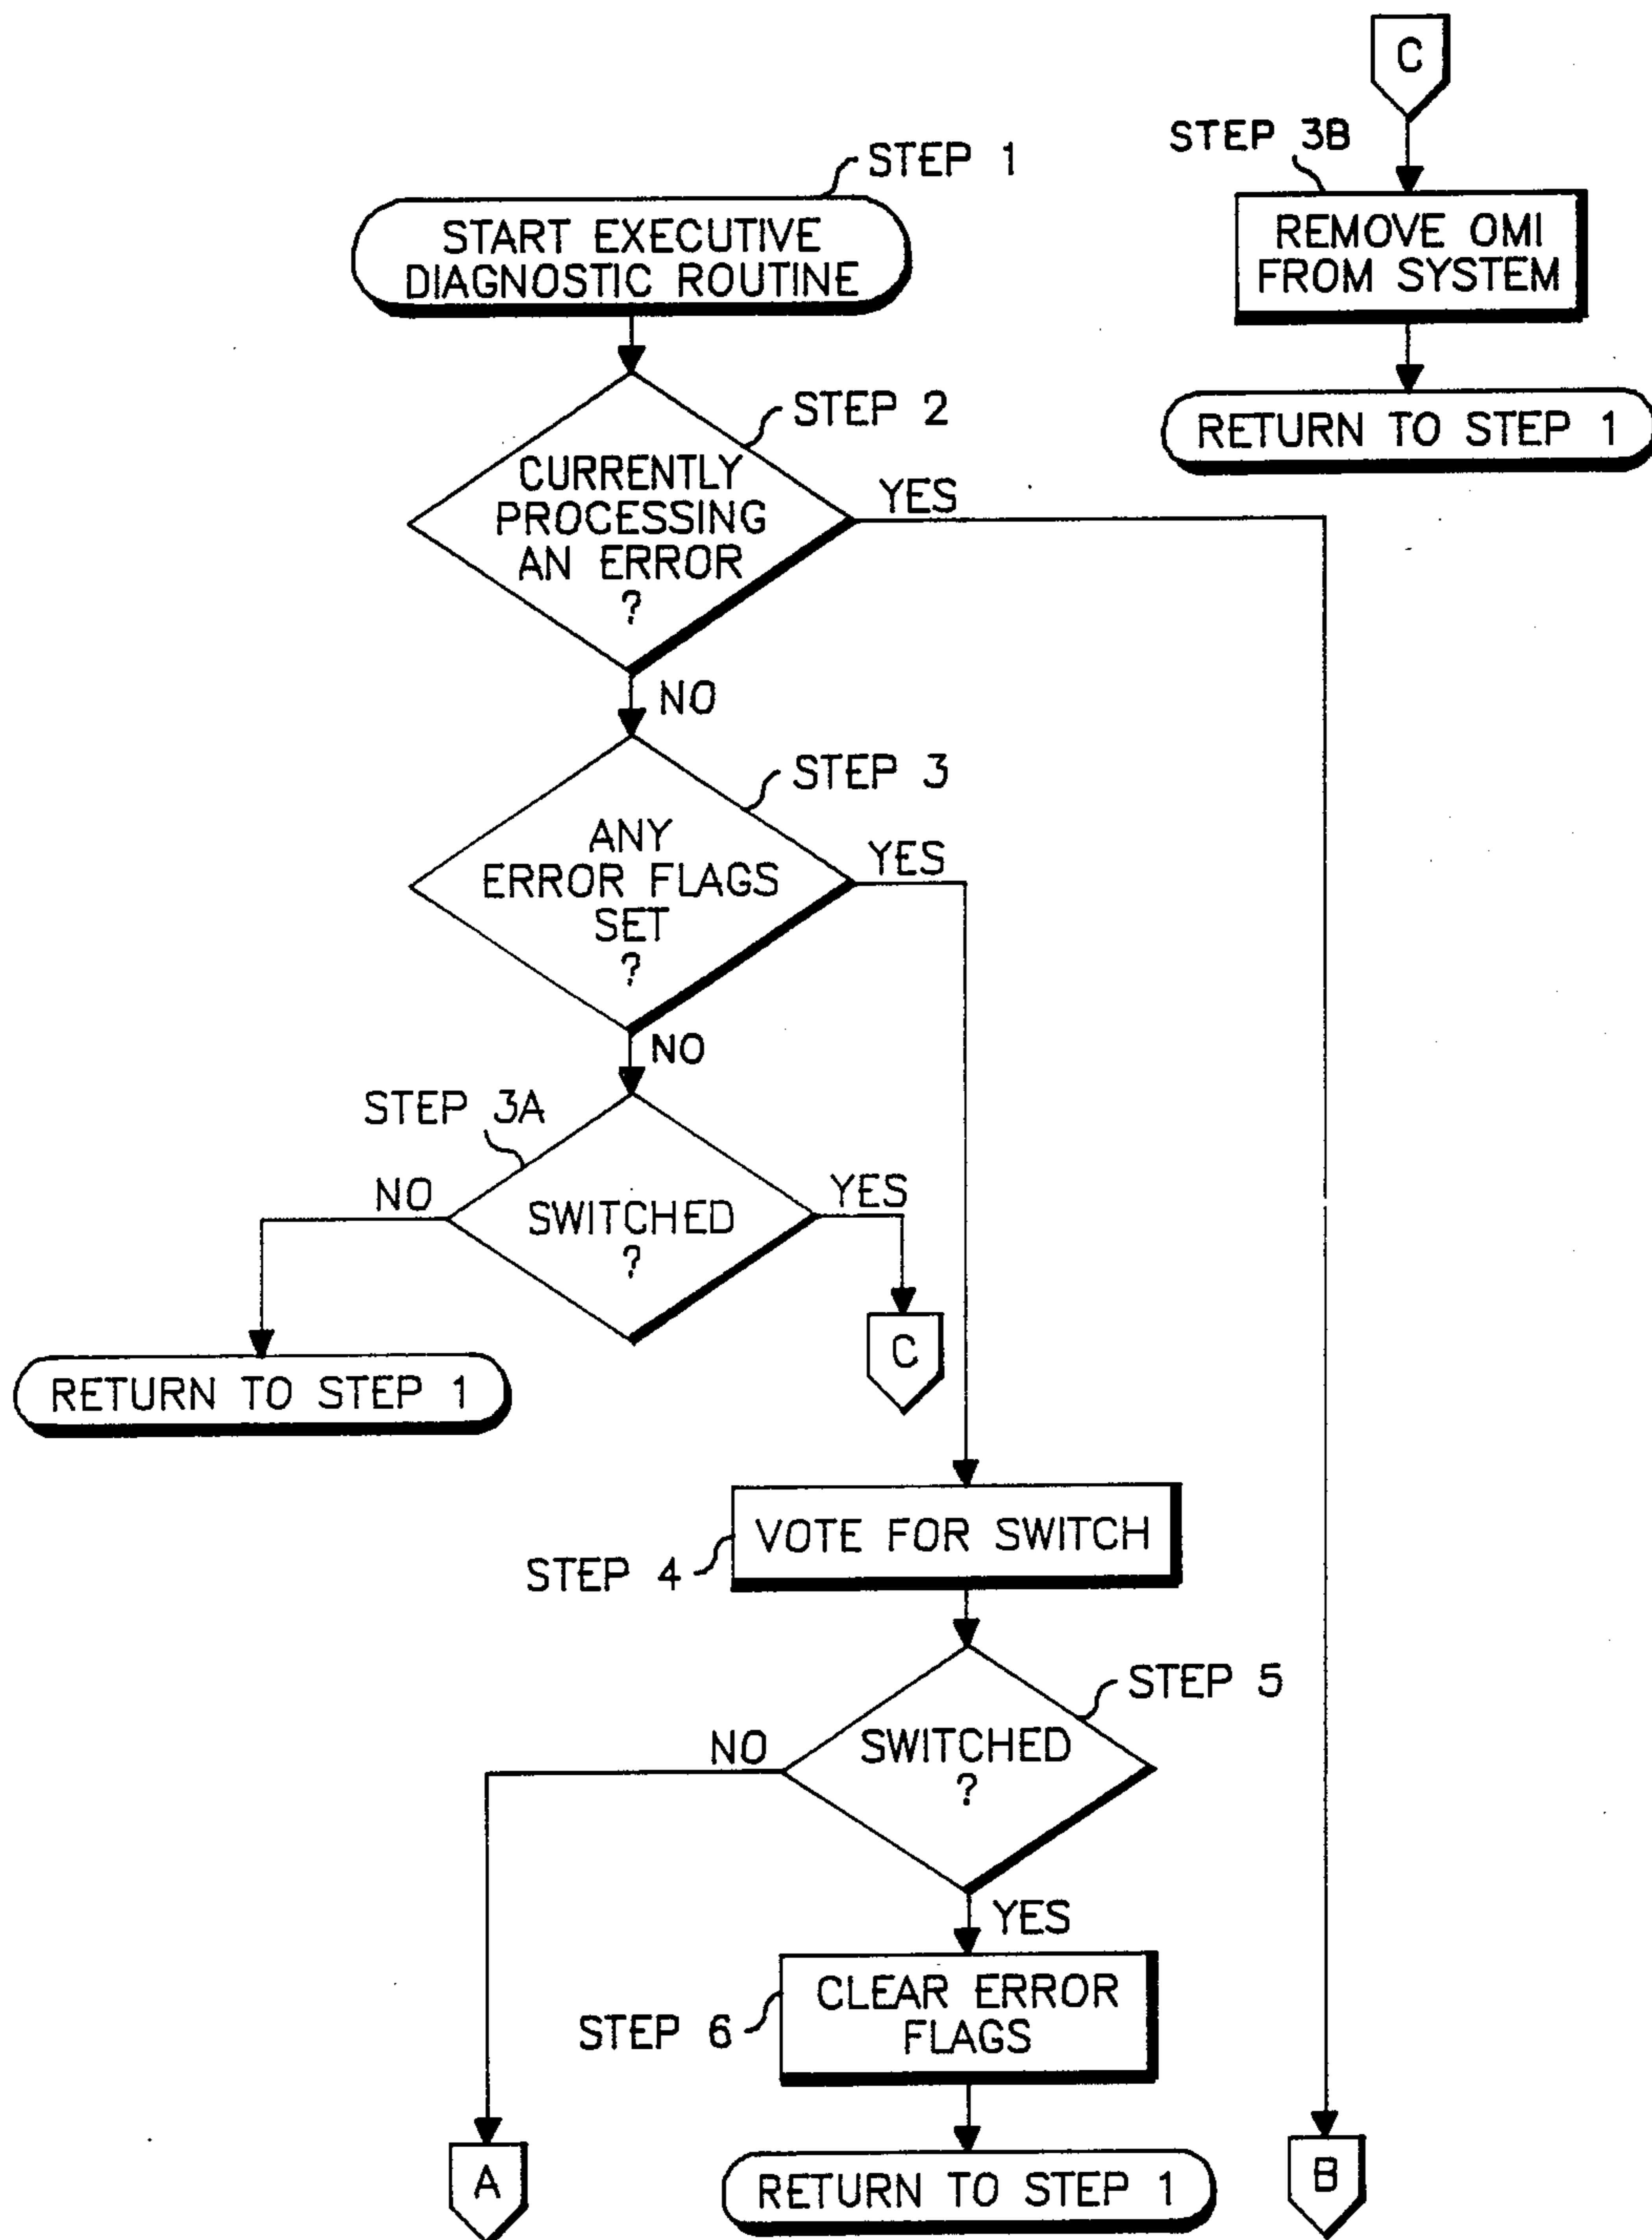 C
STEP 3B
REMOVE OMI
FROM SYSTEM
RETURN TO STEP 1
STEP 1
START EXECUTIVE
DIAGNOSTIC ROUTINE
STEP 2
CURRENTLY
PROCESSING
AN ERROR
?
YES
NO
STEP 3
ANY
ERROR FLAGS
SET
?
YES
NO
STEP 3A
SWITCHED
?
NO
YES
RETURN TO STEP 1
C
VOTE FOR SWITCH
STEP 4
STEP 5
SWITCHED
?
NO
YES
CLEAR ERROR
FLAGS
STEP 6
A
RETURN TO STEP 1
B